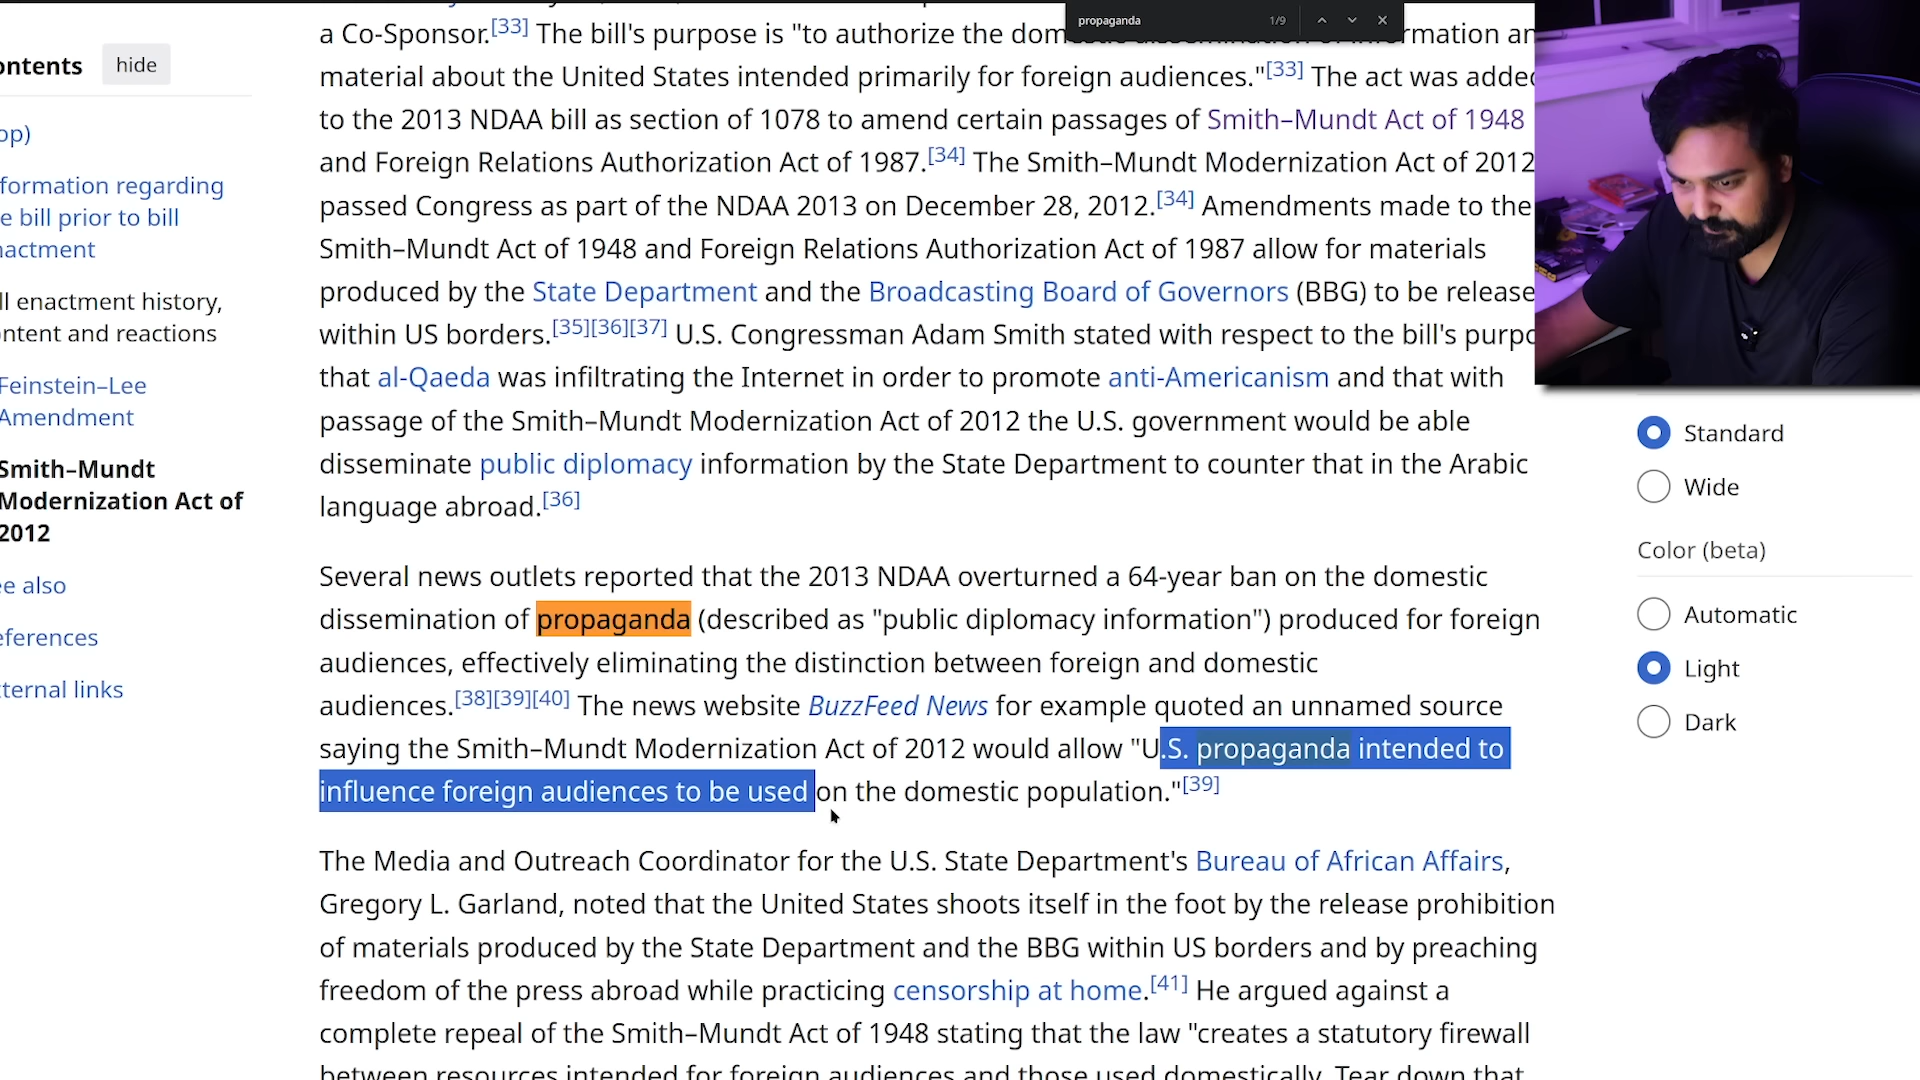 propaganda 1/9
a Co-Sponsor.[33] The bill's purpose is "to authorize the
material about the United States intended primarily for foreign audiences."[33] The act was added
to the 2013 NDAA bill as section of 1078 to amend certain passages of Smith–Mundt Act of 1948
and Foreign Relations Authorization Act of 1987.[34] The Smith–Mundt Modernization Act of 2012
passed Congress as part of the NDAA 2013 on December 28, 2012.[34] Amendments made to the
Smith–Mundt Act of 1948 and Foreign Relations Authorization Act of 1987 allow for materials
produced by the State Department and the Broadcasting Board of Governors (BBG) to be release
within US borders.[35][36][37] U.S. Congressman Adam Smith stated with respect to the bill's purpo
that al-Qaeda was infiltrating the Internet in order to promote anti-Americanism and that with
passage of the Smith–Mundt Modernization Act of 2012 the U.S. government would be able
disseminate public diplomacy information by the State Department to counter that in the Arabic
language abroad.[36]
Several news outlets reported that the 2013 NDAA overturned a 64-year ban on the domestic
dissemination of propaganda (described as "public diplomacy information") produced for foreign
audiences, effectively eliminating the distinction between foreign and domestic
audiences.[38][39][40] The news website BuzzFeed News for example quoted an unnamed source
saying the Smith–Mundt Modernization Act of 2012 would allow "U.S. propaganda intended to
influence foreign audiences to be used on the domestic population."[39]
The Media and Outreach Coordinator for the U.S. State Department's Bureau of African Affairs,
Gregory L. Garland, noted that the United States shoots itself in the foot by the release prohibition
of materials produced by the State Department and the BBG within US borders and by preaching
freedom of the press abroad while practicing censorship at home.[41] He argued against a
complete repeal of the Smith–Mundt Act of 1948 stating that the law "creates a statutory firewall
between resources intended for foreign audiences and those used domestically. Tear down that
ontents hide
op)
formation regarding
e bill prior to bill
nactment
ll enactment history,
ntent and reactions
Feinstein–Lee
Amendment
Smith–Mundt
Modernization Act of
2012
ee also
eferences
xternal links
Standard
Wide
Color (beta)
Automatic
Light
Dark